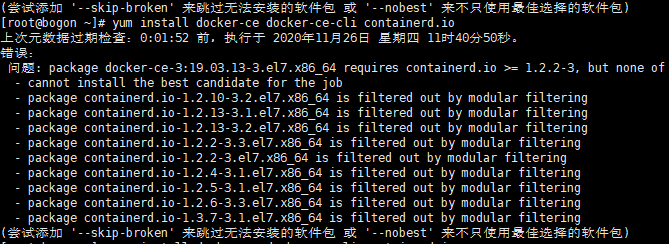 (尝试添加 '--skip-broken' 来跳过无法安装的软件包 或 '--nobest' 来不只使用最佳选择的软件包)
[root@bogon ~]# yum install docker-ce docker-ce-cli containerd.io
上次元数据过期检查：0:01:52 前，执行于 2020年11月26日 星期四 11时40分50秒。
错误：
问题: package docker-ce-3:19.03.13-3.el7.x86_64 requires containerd.io >= 1.2.2-3, but none of
- cannot install the best candidate for the job
- package containerd.io-1.2.10-3.2.el7.x86_64 is filtered out by modular filtering
- package containerd.io-1.2.13-3.1.el7.x86_64 is filtered out by modular filtering
- package containerd.io-1.2.13-3.2.el7.x86_64 is filtered out by modular filtering
- package containerd.io-1.2.2-3.3.el7.x86_64 is filtered out by modular filtering
- package containerd.io-1.2.2-3.el7.x86_64 is filtered out by modular filtering
- package containerd.io-1.2.4-3.1.el7.x86_64 is filtered out by modular filtering
- package containerd.io-1.2.5-3.1.el7.x86_64 is filtered out by modular filtering
- package containerd.io-1.2.6-3.3.el7.x86_64 is filtered out by modular filtering
- package containerd.io-1.3.7-3.1.el7.x86_64 is filtered out by modular filtering
(尝试添加 '--skip-broken' 来跳过无法安装的软件包 或 '--nobest' 来不只使用最佳选择的软件包)